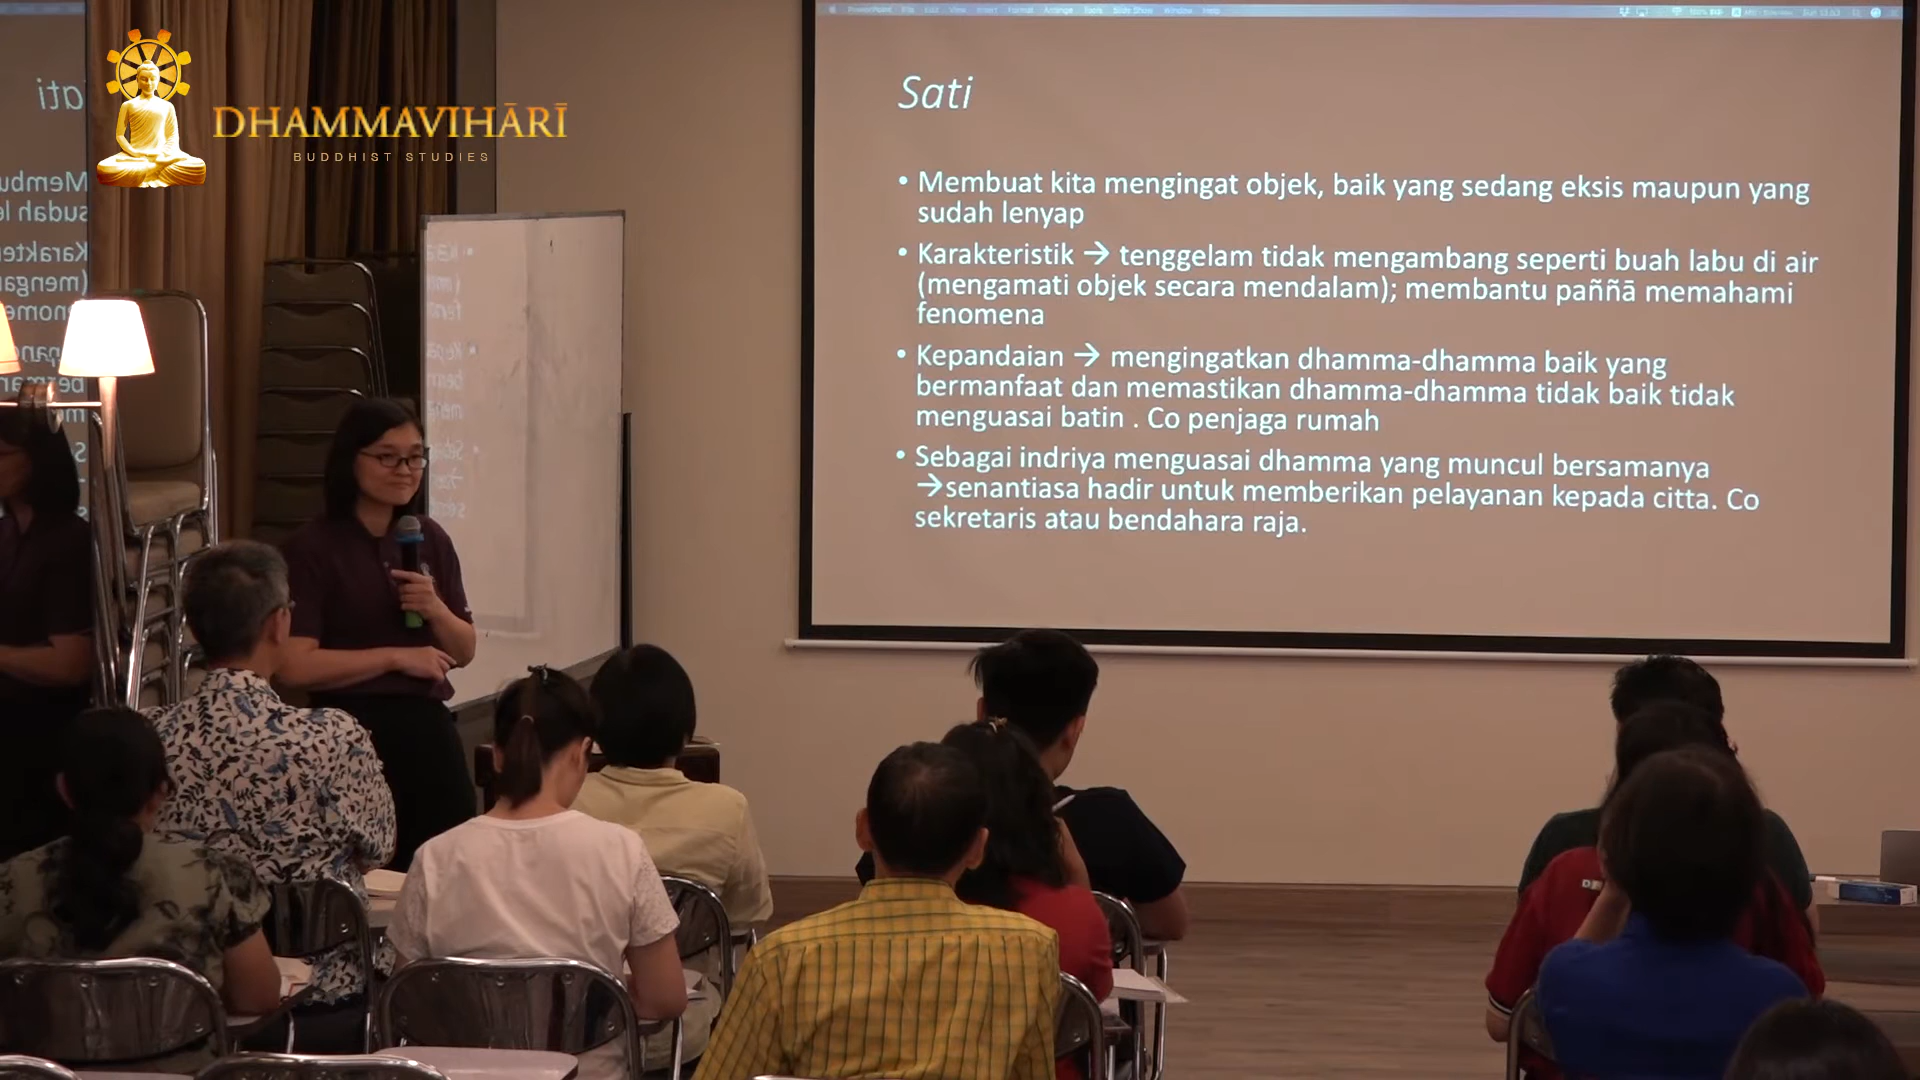 DHAMMAVIHĀRĪ
BUDDHIST STUDIES
Sati
• Membuat kita mengingat objek, baik yang sedang eksis maupun yang
sudah lenyap
• Karakteristik → tenggelam tidak mengambang seperti buah labu di air
(mengamati objek secara mendalam); membantu paññā memahami
fenomena
• Kepandaian → mengingatkan dhamma-dhamma baik yang
bermanfaat dan memastikan dhamma-dhamma tidak baik tidak
menguasai batin . Co penjaga rumah
• Sebagai indriya menguasai dhamma yang muncul bersamanya
→senantiasa hadir untuk memberikan pelayanan kepada citta. Co
sekretaris atau bendahara raja.